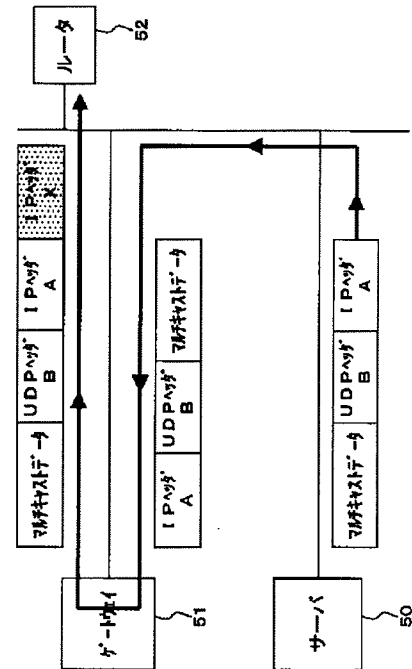 ルータ
52
IPヘッダ
X
IPヘッダ
A
UDPヘッダ
B
マルチキャストデータ
マルチキャストデータ
UDPヘッダ
B
IPヘッダ
A
IPヘッダ
A
UDPヘッダ
B
マルチキャストデータ
ゲートウェイ
51
サーバ
50